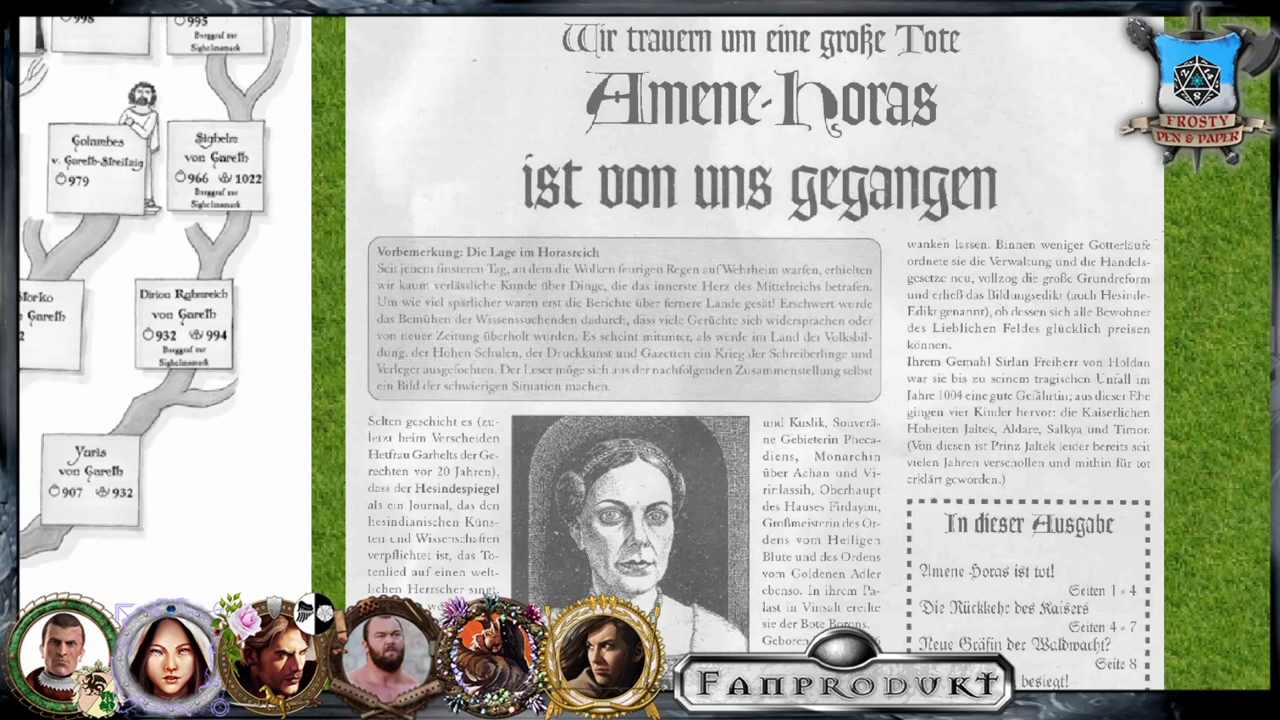 998
995
Burggraf zur
Sighelmsmark
Golambes
v. Gareth-Streitzig
979
Sighelm
von Gareth
966 1022
Burggraf zur
Sighelmsmark
Gareth
Dirion Rabureich
von Gareth
932 994
Burggraf zur
Sighelmsmark
Yaris
von Gareth
907 932
Wir trauern um eine große Tote
Amene-Horas
ist von uns gegangen
Vorbemerkung: Die Lage im Horasreich
Seit jenem finsteren Tag, an dem die Wolken feurigen Regen auf Wehrheim warfen, erhielten
wir kaum verlässliche Kunde über Dinge, die das innerste Herz des Mittelreichs betrafen.
Um wie viel spärlicher waren erst die Berichte über fernere Lande gesät! Erschwert wurde
das Bemühen der Wissenssuchenden dadurch, dass viele Gerüchte sich widersprachen oder
von neuer Zeitung überholt wurden. Es scheint mitunter, als werde im Land der Volksbil-
dung, der Hohen Schulen, der Druckkunst und Gazetten ein Krieg der Schreiberlinge und
Verleger ausgefochten. Der Leser möge sich aus der nachfolgenden Zusammenstellung selbst
ein Bild der schwierigen Situation machen.
Selten geschieht es (zu-
letzt beim Verscheiden
Hetfrau Garhelts der Ge-
rechten vor 20 Jahren),
dass der Hesindespiegel
als ein Journal, das den
hesindianischen Küns-
ten und Wissenschaften
verpflichtet ist, das To-
tenlied auf einen welt-
lichen Herrscher singt.
und Kuslik, Souverä-
ne Gebieterin Pheca-
diens, Monarchin
über Achan und Vi-
rinlassih, Oberhaupt
des Hauses Firdayon,
Großmeisterin des Or-
dens vom Heiligen
Blute und des Ordens
vom Goldenen Adler
ebenso. In ihrem Pa-
last in Vinsalt ereilte
sie der Bote Borons.
Geboren
wanken lassen. Binnen weniger Götterläufe
ordnete sie die Verwaltung und die Handels-
gesetze neu, vollzog die große Grundreform
und erließ das Bildungsedikt (auch Hesinde-
Edikt genannt), ob dessen sich alle Bewohner
des Lieblichen Feldes glücklich preisen
können.
Ihrem Gemahl Sirlan Freiherr von Holdan
war sie bis zu seinem tragischen Unfall im
Jahre 1004 eine gute Gefährtin; aus dieser Ehe
gingen vier Kinder hervor: die Kaiserlichen
Hoheiten Jaltek, Aldare, Salkya und Timor.
(Von diesen ist Prinz Jaltek leider bereits seit
vielen Jahren verschollen und mithin für tot
erklärt geworden.)
In dieser Ausgabe
Amene Horas ist tot!
Seiten 1 - 4
Die Rückkehr des Kaisers
Seiten 4 - 7
Neue Gräfin der Waldwacht?
Seite 8
besiegt!
FROSTY
PEN & PAPER
FANPRODUKT